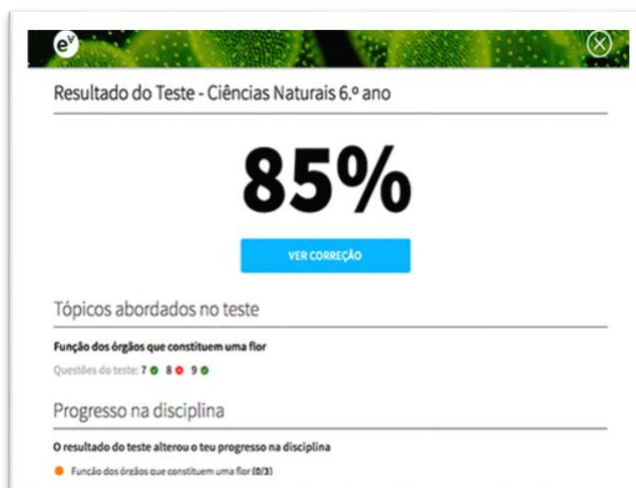 ev
Resultado do Teste - Ciências Naturais 6.º ano
85%
VER CORREÇÃO
Tópicos abordados no teste
Função dos órgãos que constituem uma flor
Questões do teste: 7 8 9
Progresso na disciplina
O resultado do teste alterou o teu progresso na disciplina
Função dos órgãos que constituem uma flor (0/3)